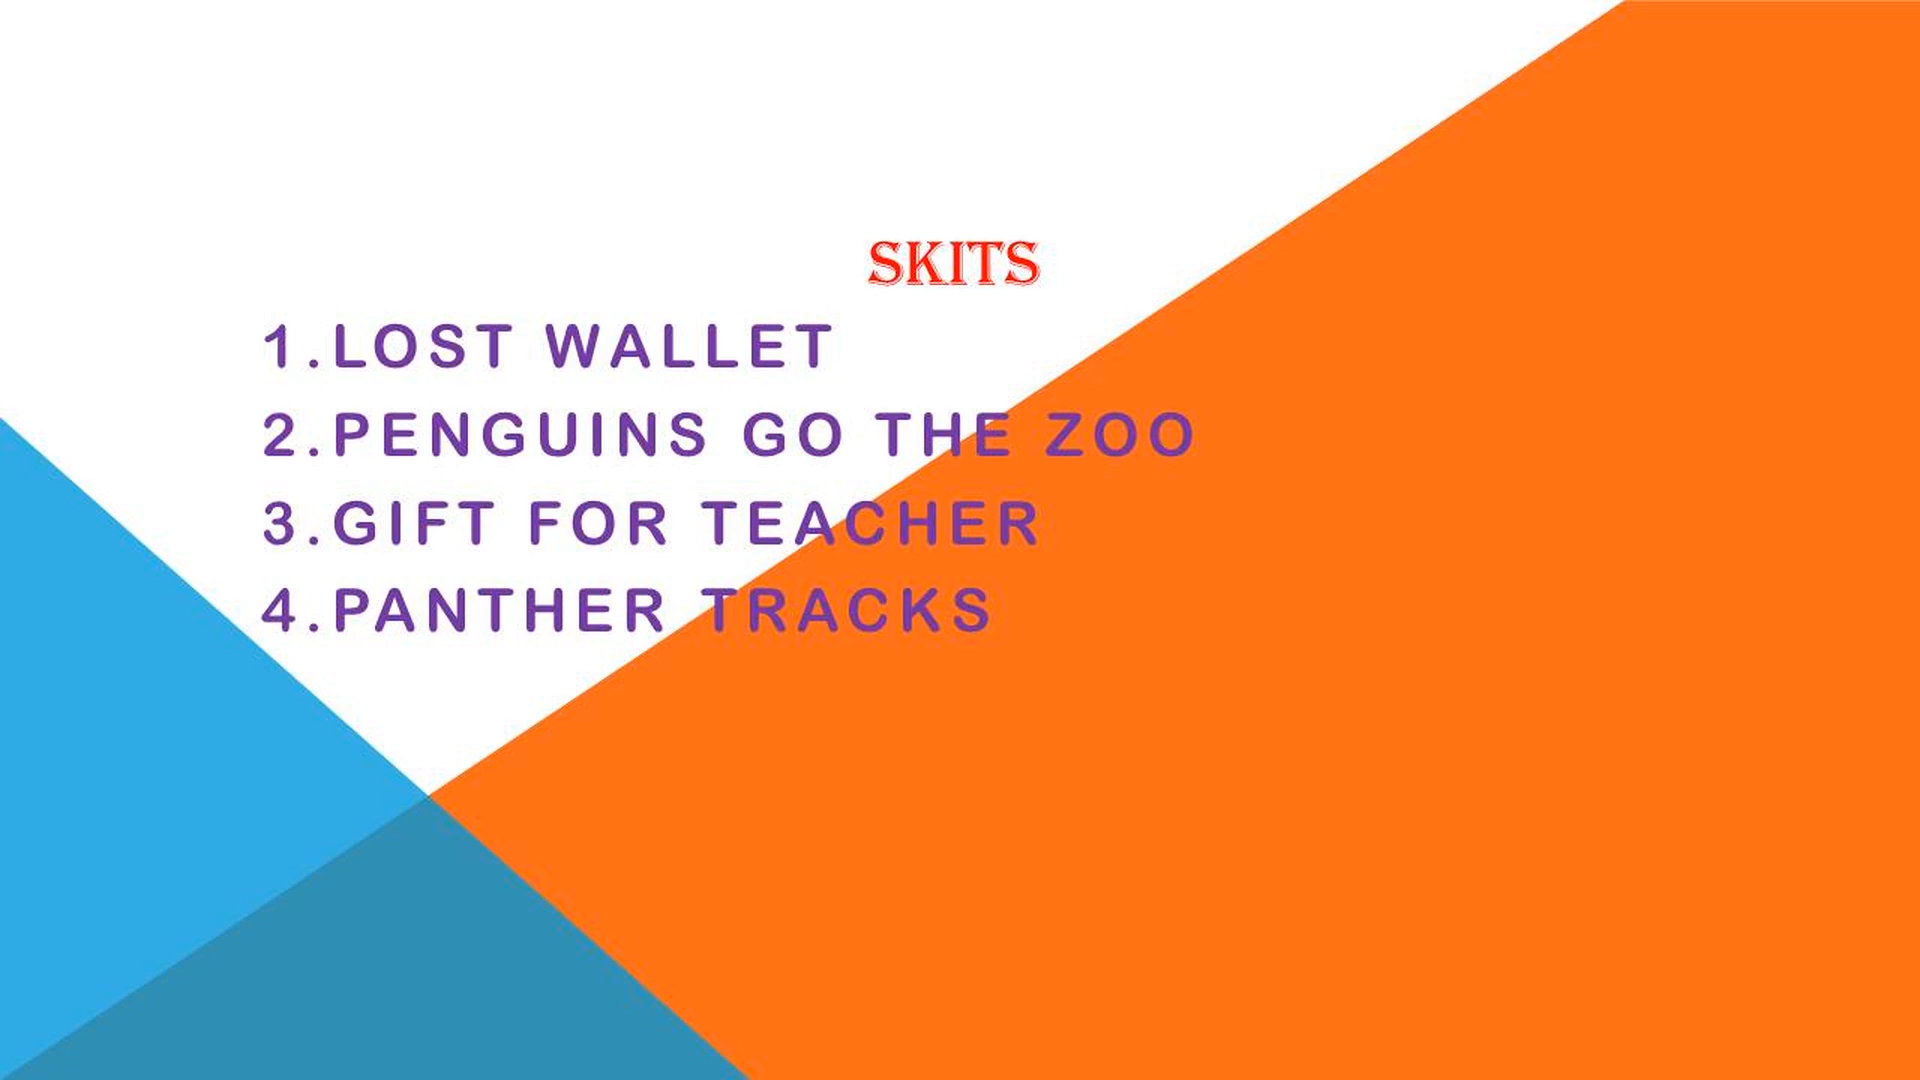 SKITS
1.LOST WALLET
2.PENGUINS GO THE ZOO
3.GIFT FOR TEACHER
4.PANTHER TRACKS